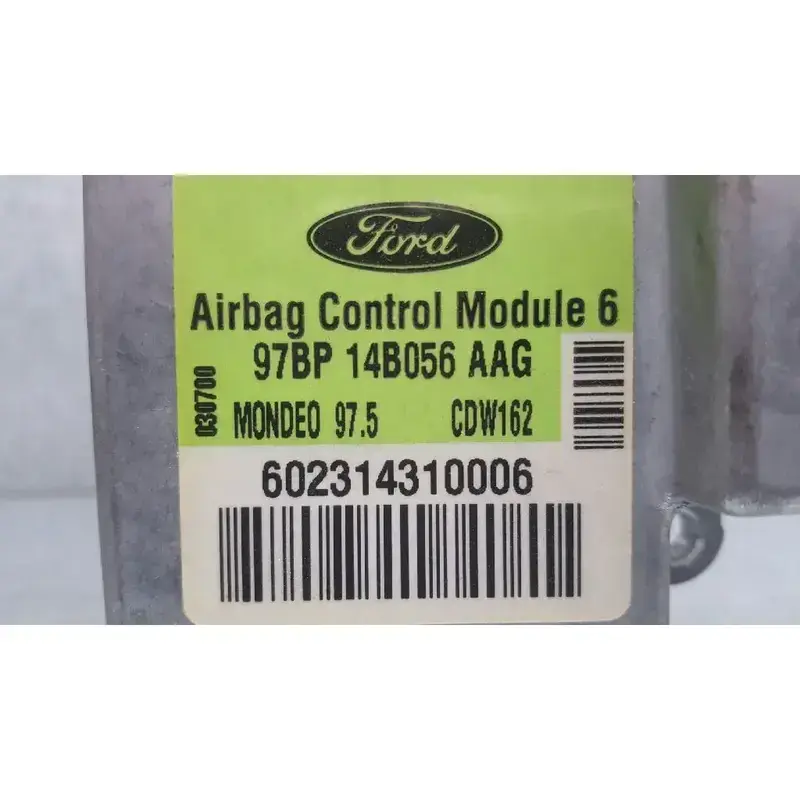 Ford
Airbag Control Module 6
97BP 14B056 AAG
030700
MONDEO 97.5 CDW162
602314310006